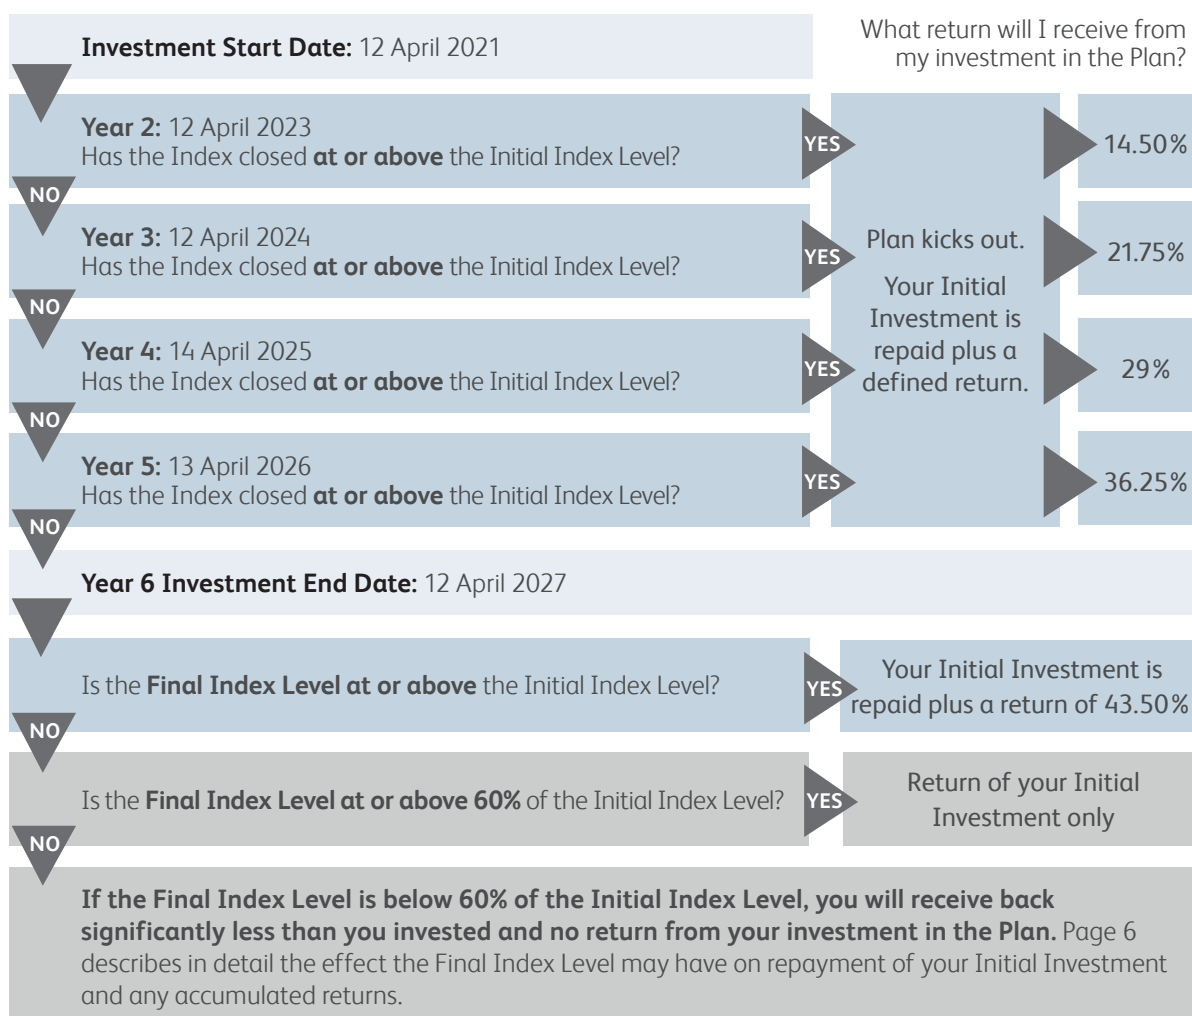 What return will I receive from
my investment in the Plan?
Investment Start Date: 12 April 2021
Year 2: 12 April 2023
Has the Index closed at or above the Initial Index Level?
YES
14.50%
NO
Year 3: 12 April 2024
Has the Index closed at or above the Initial Index Level?
YES
21.75%
NO
Year 4: 14 April 2025
Has the Index closed at or above the Initial Index Level?
YES
29%
NO
Year 5: 13 April 2026
Has the Index closed at or above the Initial Index Level?
YES
36.25%
Plan kicks out.
Your Initial
Investment is
repaid plus a
defined return.
NO
Year 6 Investment End Date: 12 April 2027
Is the Final Index Level at or above the Initial Index Level?
YES
Your Initial Investment is
repaid plus a return of 43.50%
NO
Is the Final Index Level at or above 60% of the Initial Index Level?
YES
Return of your Initial
Investment only
NO
If the Final Index Level is below 60% of the Initial Index Level, you will receive back
significantly less than you invested and no return from your investment in the Plan. Page 6
describes in detail the effect the Final Index Level may have on repayment of your Initial Investment
and any accumulated returns.